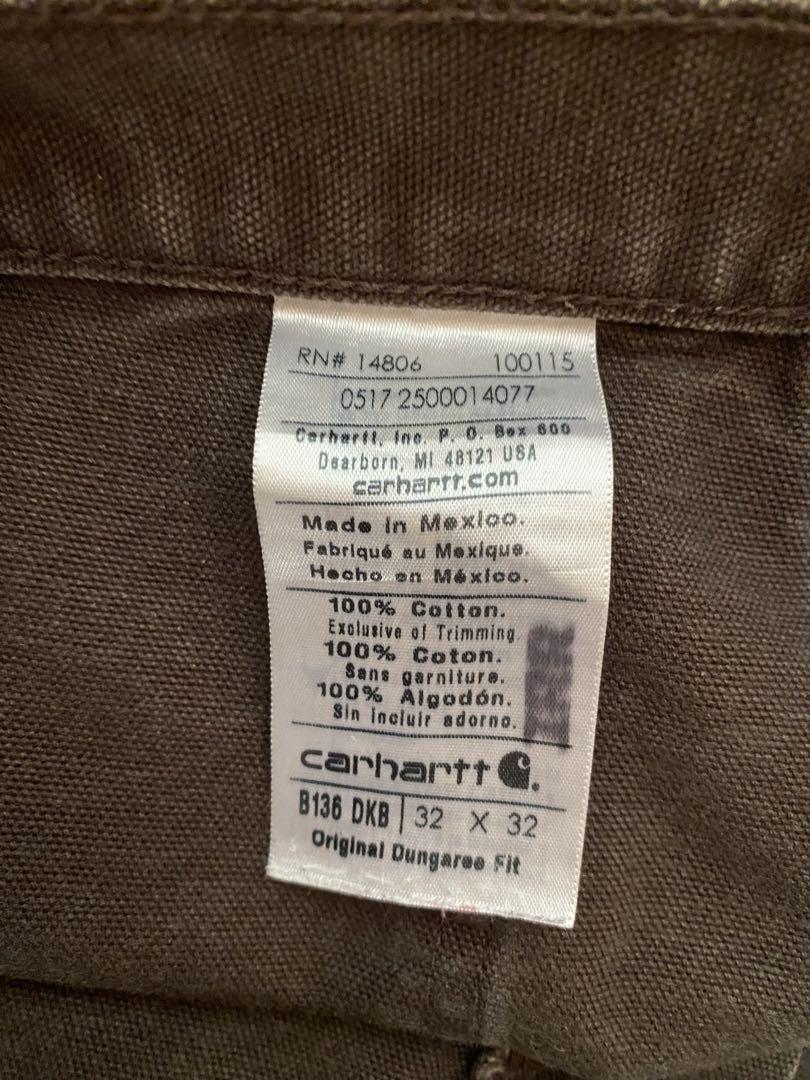 RN# 14806 100115
0517 2500014077
Carhartt, Inc. P. O. Box 600
Dearborn, MI 48121 USA
carhartt.com
Made in Mexico.
Fabriqué au Mexique.
Hecho en México.
100% Cotton.
Exclusive of Trimming
100% Coton.
Sans garniture.
100% Algodón.
Sin incluir adorno.
carhartt
B136 DKB | 32 X 32
Original Dungaree Fit